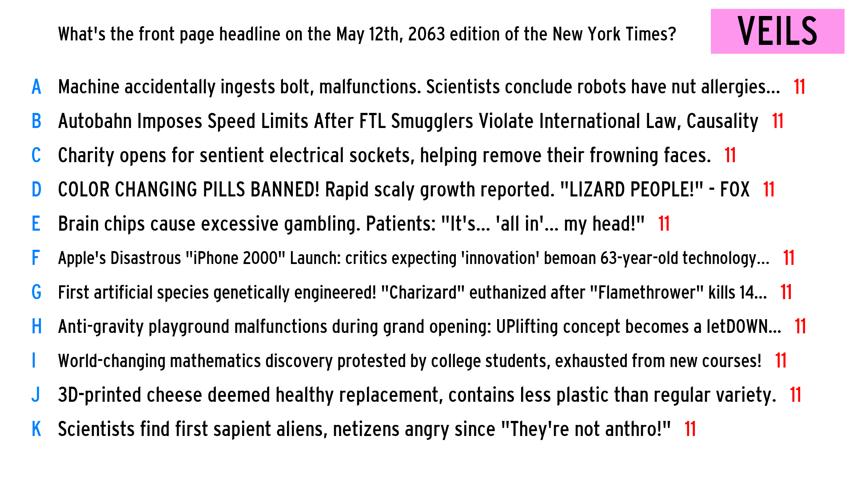 What's the front page headline on the May 12th, 2063 edition of the New York Times?
VEILS
A Machine accidentally ingests bolt, malfunctions. Scientists conclude robots have nut allergies... 11
B Autobahn Imposes Speed Limits After FTL Smugglers Violate International Law, Causality 11
C Charity opens for sentient electrical sockets, helping remove their frowning faces. 11
D COLOR CHANGING PILLS BANNED! Rapid scaly growth reported. "LIZARD PEOPLE!" - FOX 11
E Brain chips cause excessive gambling. Patients: "It's... 'all in'... my head!" 11
F Apple's Disastrous "iPhone 2000" Launch: critics expecting 'innovation' bemoan 63-year-old technology... 11
G First artificial species genetically engineered! "Charizard" euthanized after "Flamethrower" kills 14... 11
H Anti-gravity playground malfunctions during grand opening: UPlifting concept becomes a letDOWN... 11
I World-changing mathematics discovery protested by college students, exhausted from new courses! 11
J 3D-printed cheese deemed healthy replacement, contains less plastic than regular variety. 11
K Scientists find first sapient aliens, netizens angry since "They're not anthro!" 11